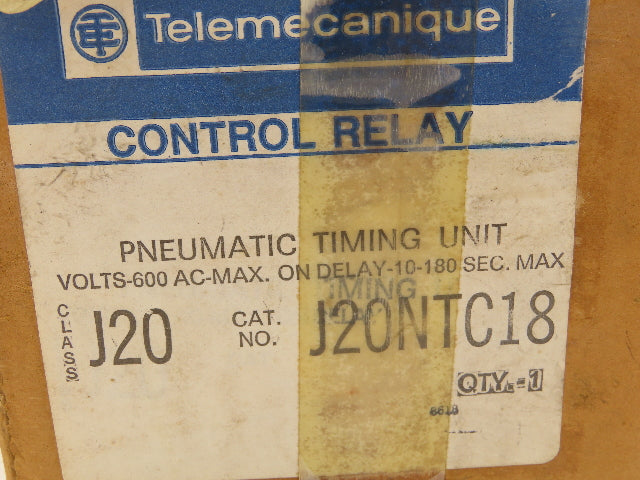 Telemecanique
CONTROL RELAY
PNEUMATIC TIMING UNIT
VOLTS-600 AC-MAX. ON DELAY-10-180 SEC. MAX
TIMING
CLASS J20 CAT. NO. J20NTC18
QTY.-1
8618